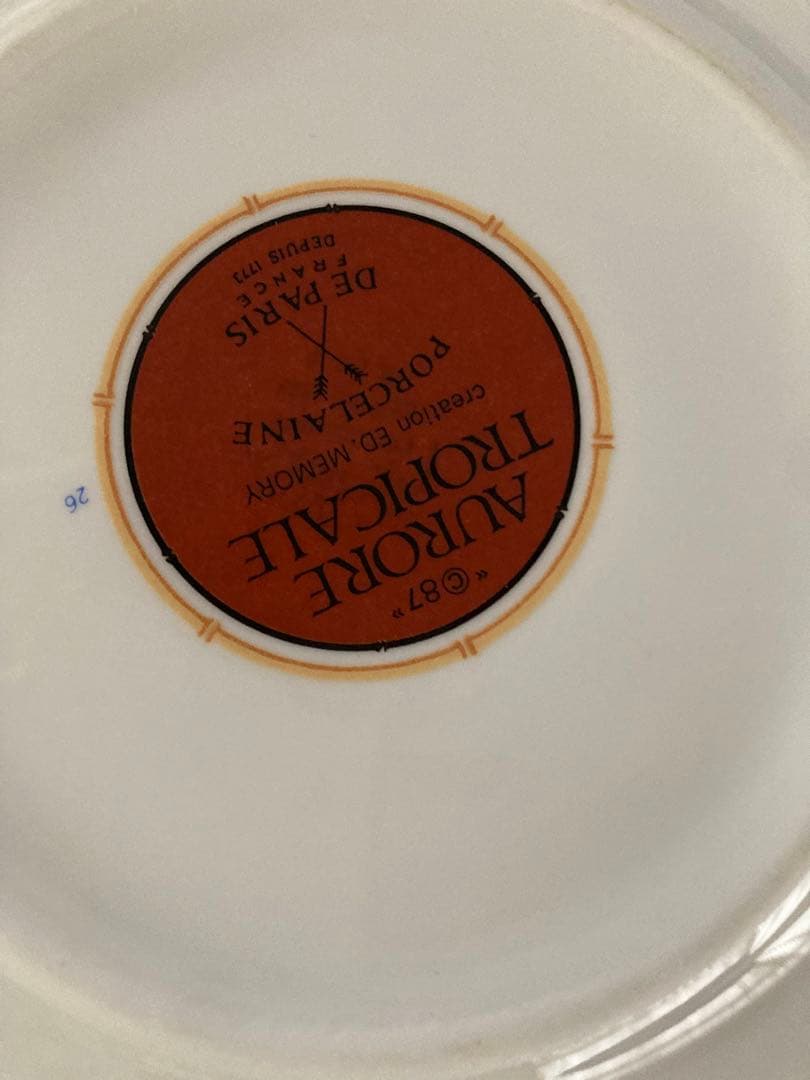 « ©87 »
AURORE
TROPICALE
creation ED. MEMORY
PORCELAINE
DE PARIS
FRANCE
DEPUIS 1773
26